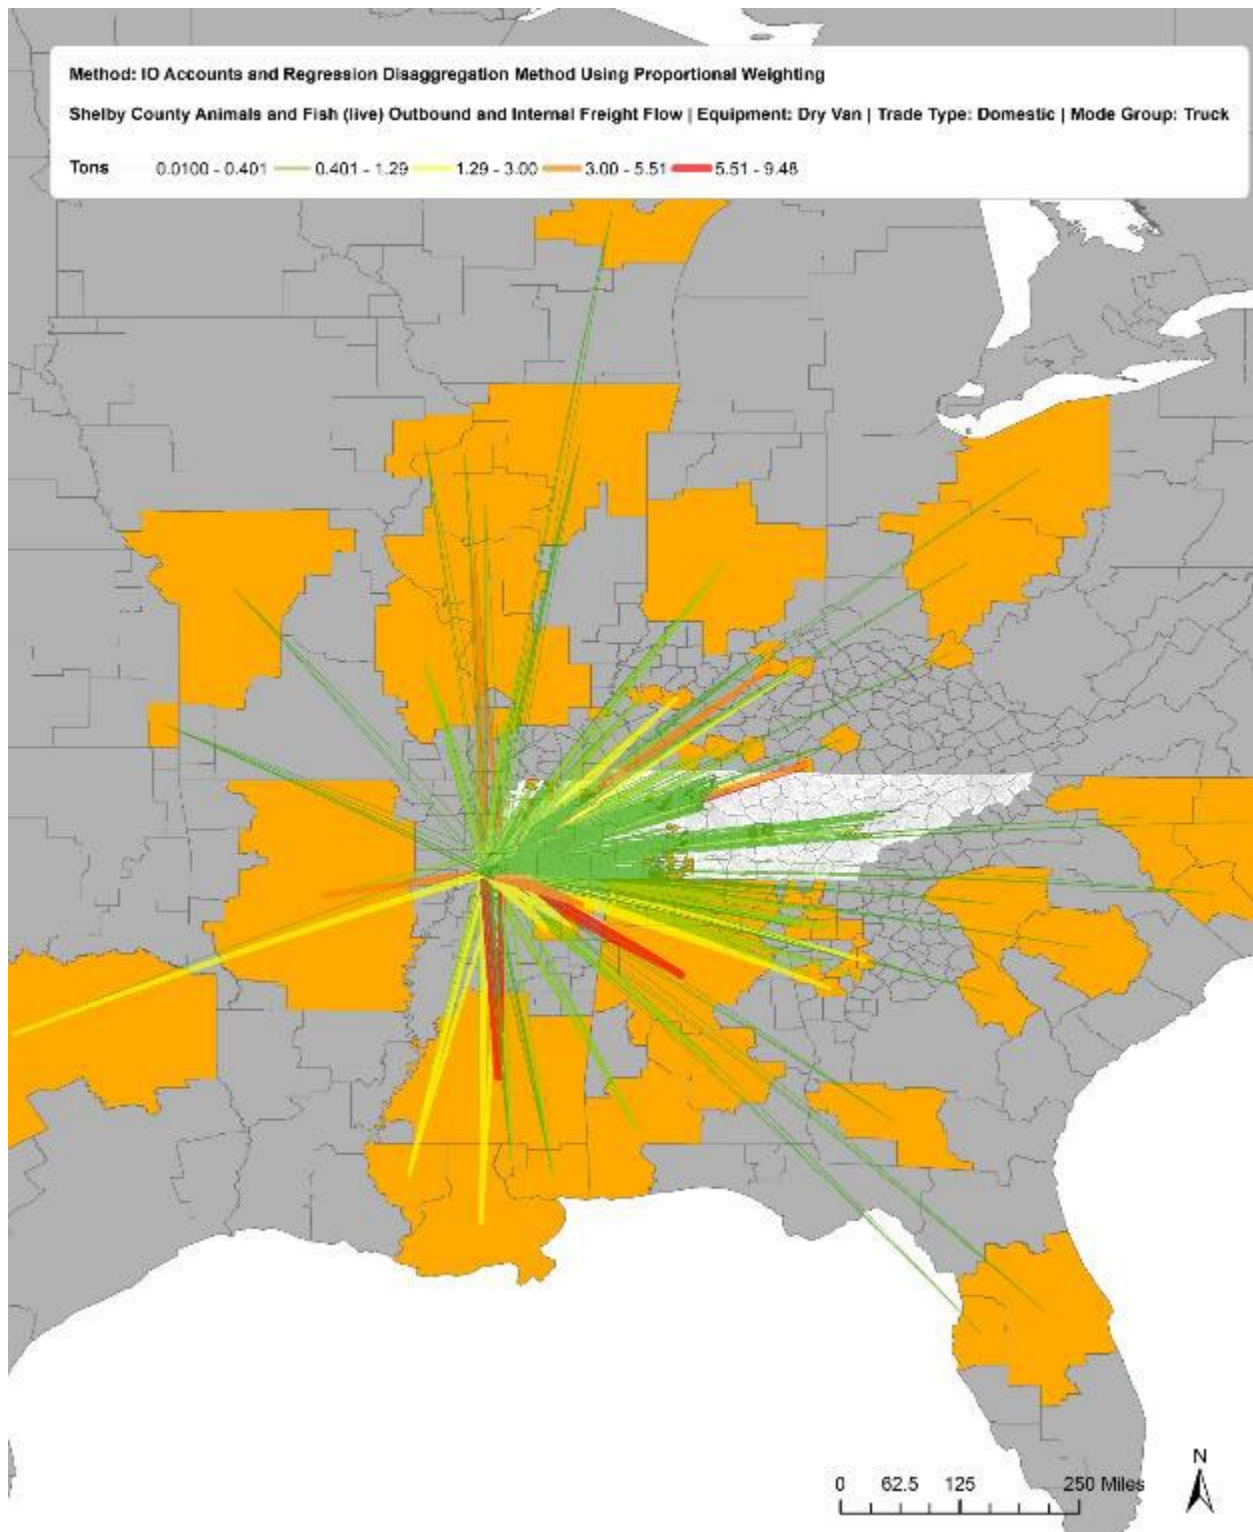 Method: IO Accounts and Regression Disaggregation Method Using Proportional Weighting
Shelby County Animals and Fish (live) Outbound and Internal Freight Flow | Equipment: Dry Van | Trade Type: Domestic | Mode Group: Truck
Tons 0.0100 - 0.401 0.401 - 1.29 1.29 - 3.00 3.00 - 5.51 5.51 - 9.48
N
0 62.5 125 250 Miles